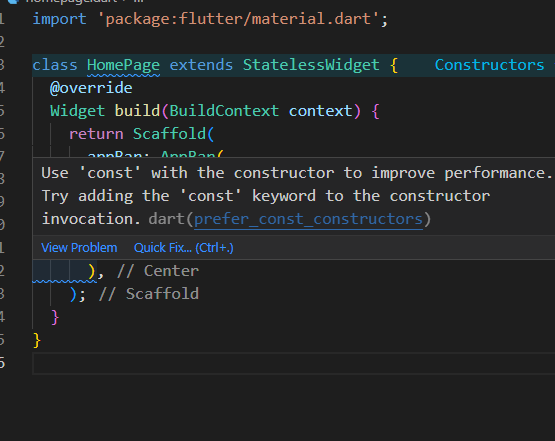 homepage.dart > ...
import 'package:flutter/material.dart';
class HomePage extends StatelessWidget {    Constructors
@override
Widget build(BuildContext context) {
return Scaffold(
appBar: AppBar(
Use 'const' with the constructor to improve performance.
Try adding the 'const' keyword to the constructor
invocation. dart(prefer_const_constructors)
View Problem    Quick Fix... (Ctrl+.)
), // Center
); // Scaffold
}
}